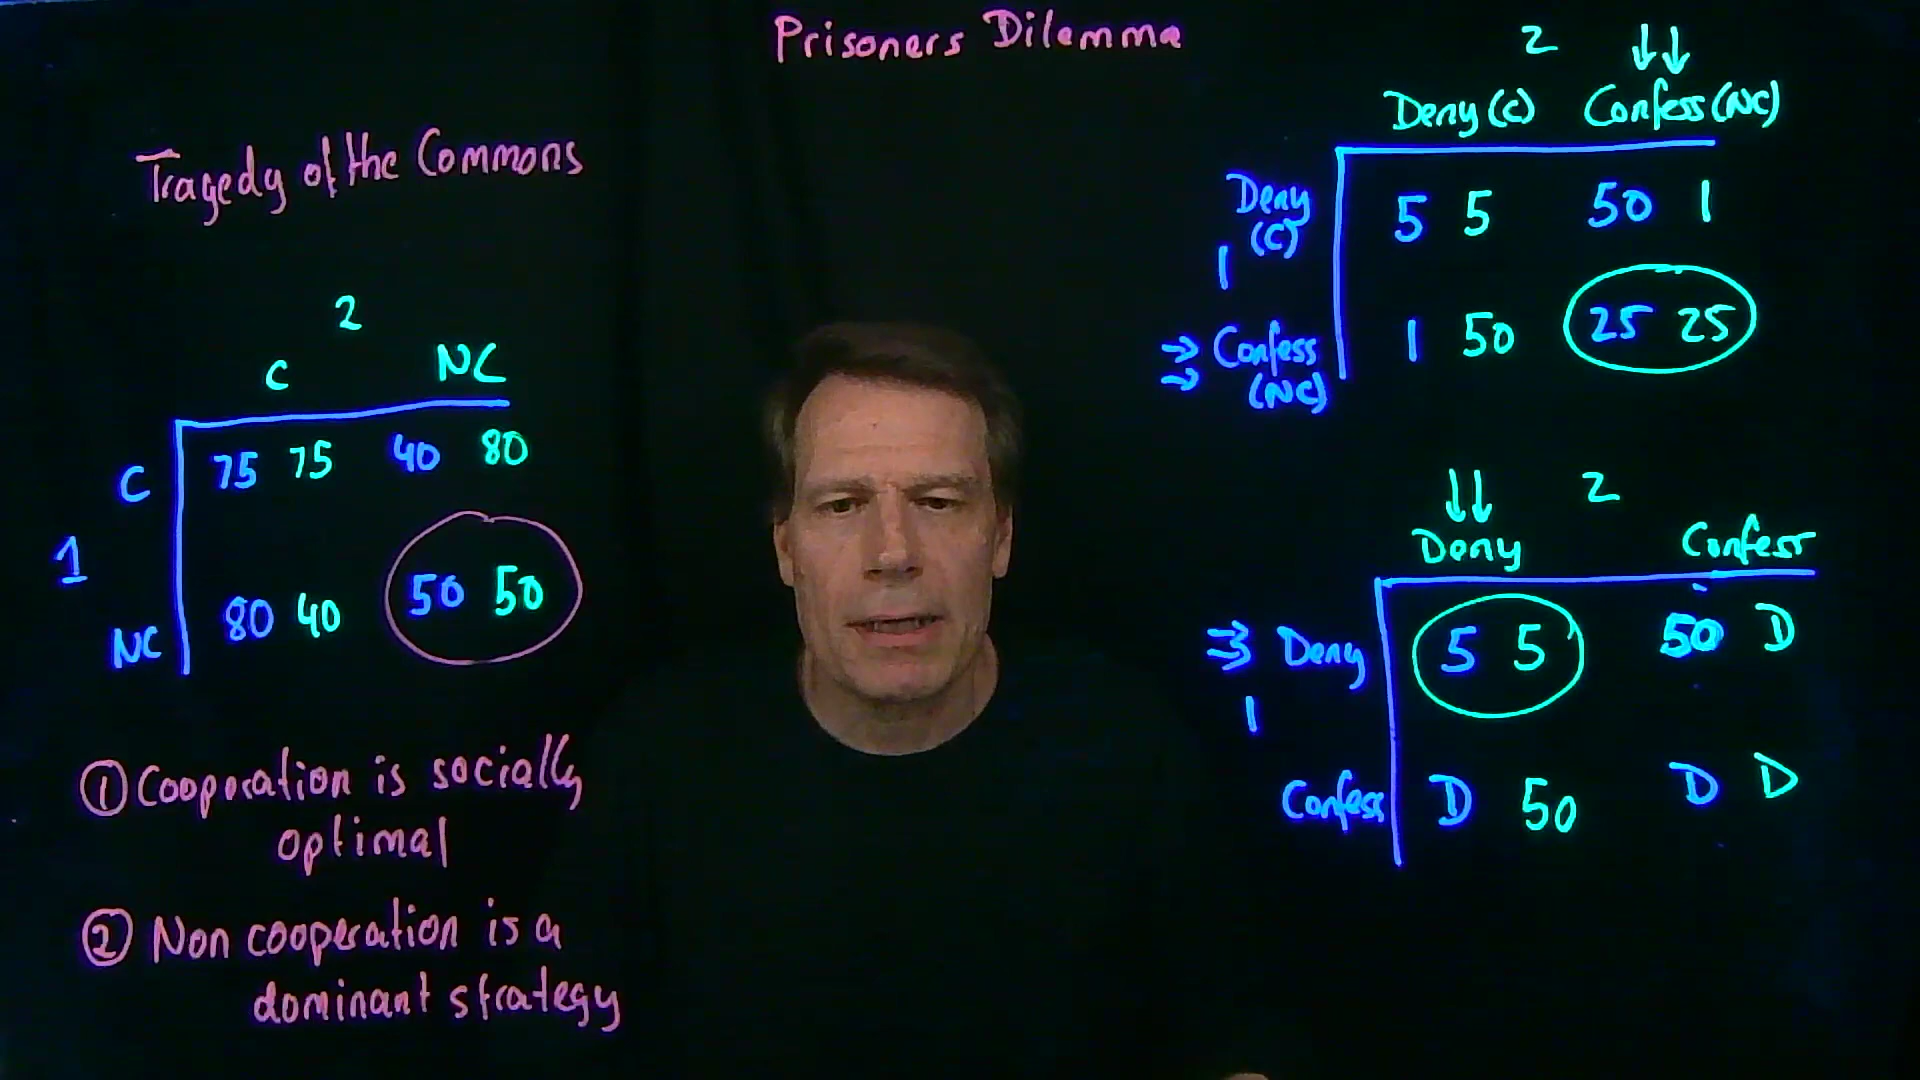 Prisoners Dilemma
Tragedy of the Commons
2
C NC
C 75 75 40 80
1
NC 80 40 50 50
① Cooperation is socially
optimal
② Non cooperation is a
dominant strategy
2 ↓↓
Deny (C) Confess (NC)
Deny
(C) 5 5 50 1
1
⇒ Confess
(NC) 1 50 25 25
↓↓ 2
Deny Confess
⇒ Deny 5 5 50 D
1
Confess D 50 D D